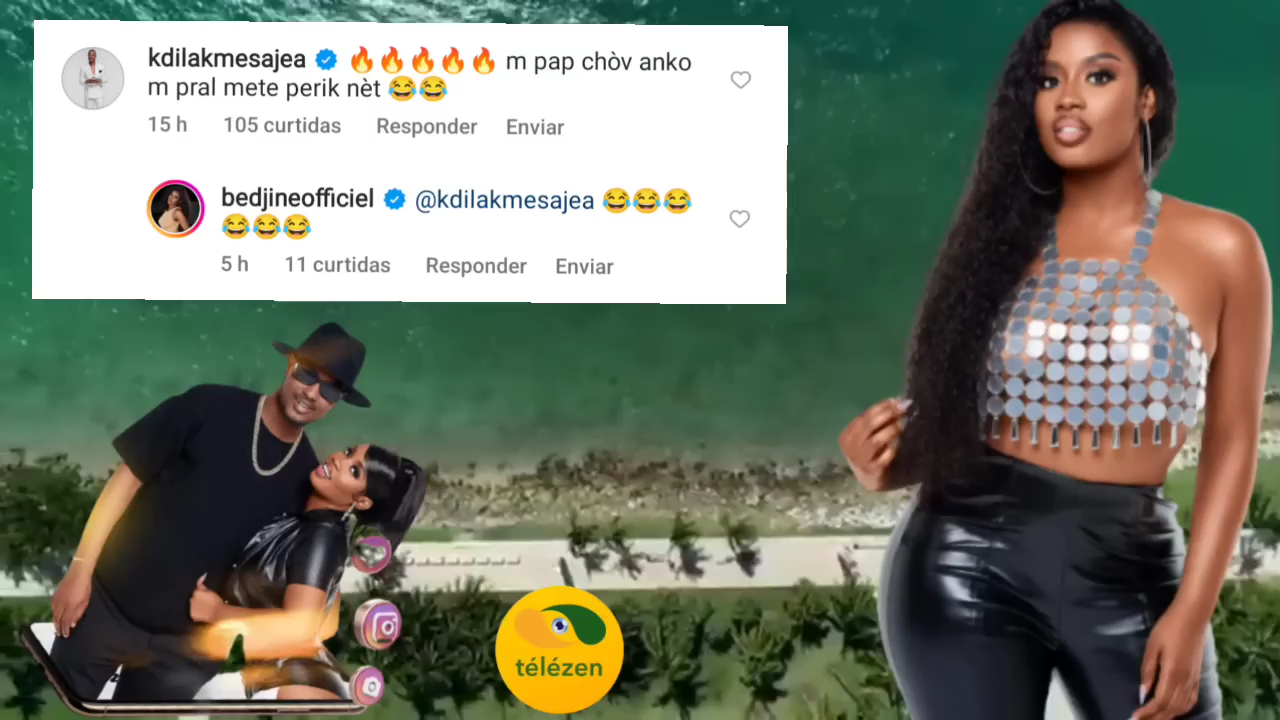 kdilakmesajea 🔥🔥🔥🔥🔥 m pap chòv anko
m pral mete perik nèt 😂😂
15 h 105 curtidas Responder Enviar
bedjineofficiel @kdilakmesajea 😂😂😂
😂😂😂
5 h 11 curtidas Responder Enviar
télézen